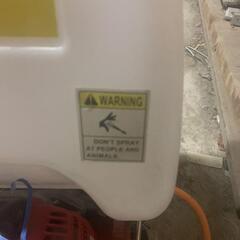 WARNING
DON'T SPRAY
AT PEOPLE AND
ANIMALS.